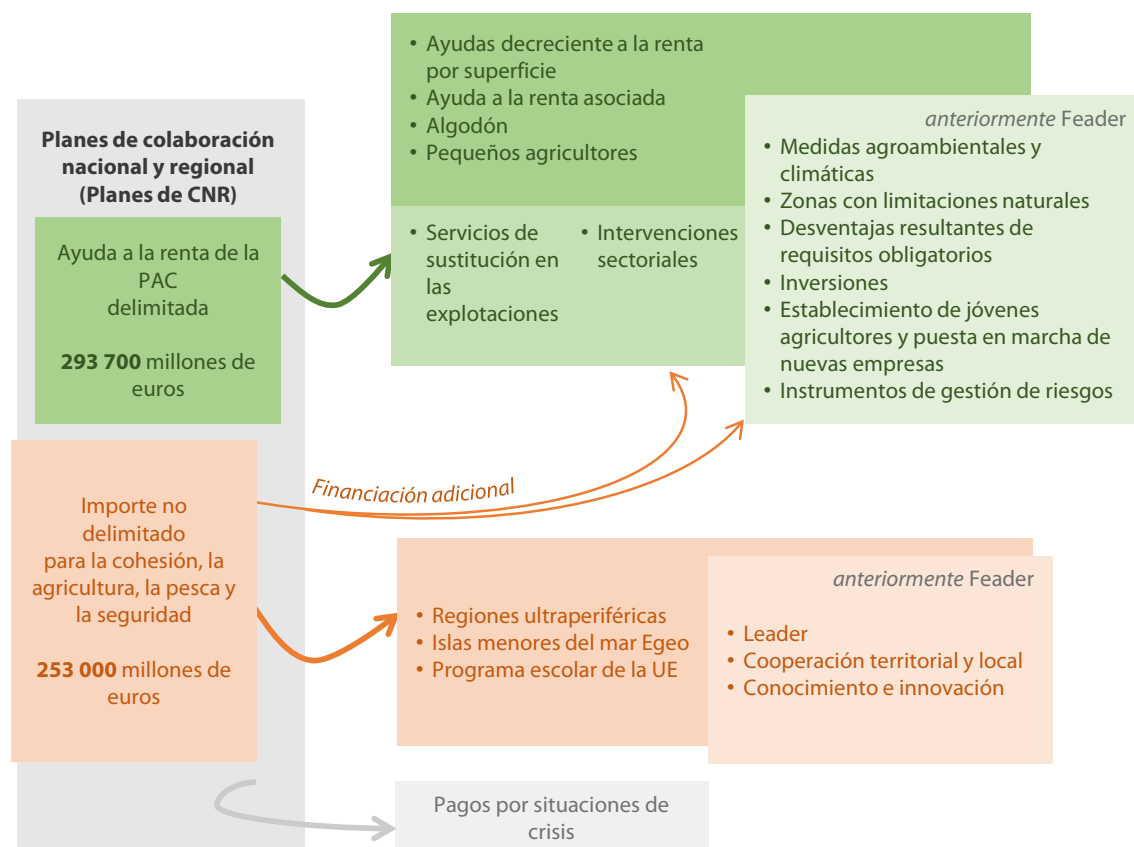 Planes de colaboración
nacional y regional
(Planes de CNR)
Ayuda a la renta de la
PAC
delimitada
293 700 millones de
euros
Importe no
delimitado
para la cohesión, la
agricultura, la pesca y
la seguridad
253 000 millones de
euros
• Ayudas decreciente a la renta
por superficie
• Ayuda a la renta asociada
• Algodón
• Pequeños agricultores
• Servicios de
sustitución en
las
explotaciones
• Intervenciones
sectoriales
anteriormente Feader
• Medidas agroambientales y
climáticas
• Zonas con limitaciones naturales
• Desventajas resultantes de
requisitos obligatorios
• Inversiones
• Establecimiento de jóvenes
agricultores y puesta en marcha de
nuevas empresas
• Instrumentos de gestión de riesgos
Financiación adicional
• Regiones ultraperiféricas
• Islas menores del mar Egeo
• Programa escolar de la UE
anteriormente Feader
• Leader
• Cooperación territorial y local
• Conocimiento e innovación
Pagos por situaciones de
crisis